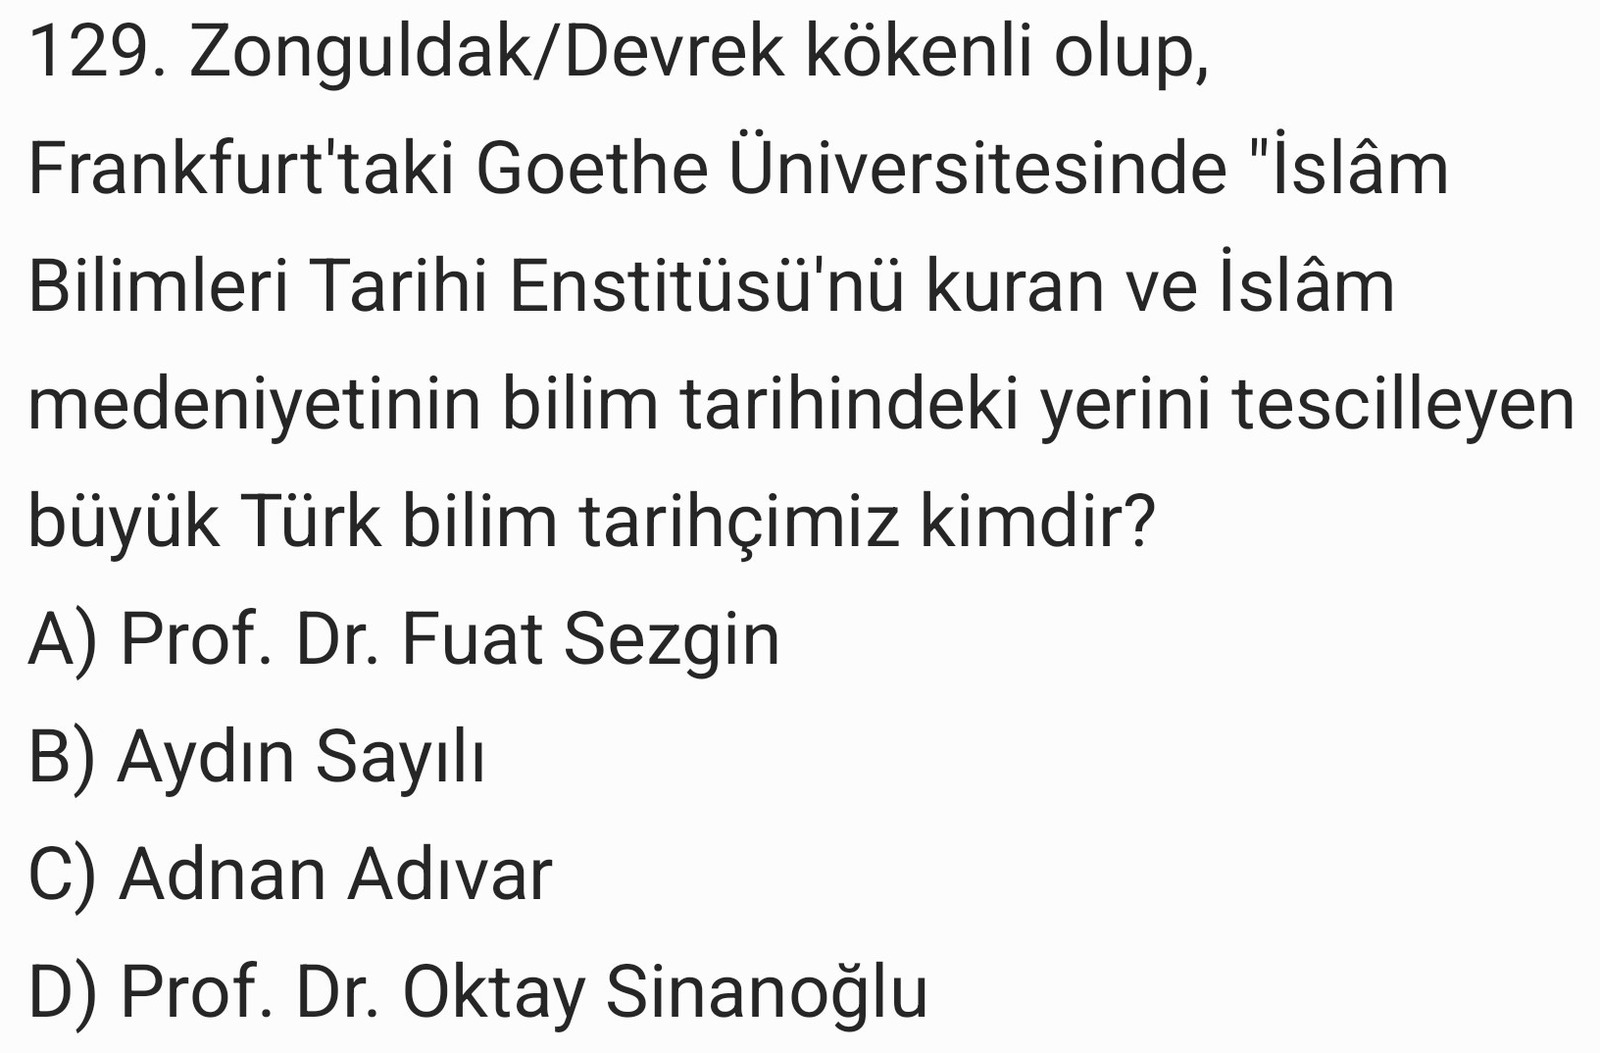 129. Zonguldak/Devrek kökenli olup,
Frankfurt'taki Goethe Üniversitesinde "İslâm
Bilimleri Tarihi Enstitüsü'nü kuran ve İslâm
medeniyetinin bilim tarihindeki yerini tescilleyen
büyük Türk bilim tarihçimiz kimdir?
A) Prof. Dr. Fuat Sezgin
B) Aydın Sayılı
C) Adnan Adıvar
D) Prof. Dr. Oktay Sinanoğlu